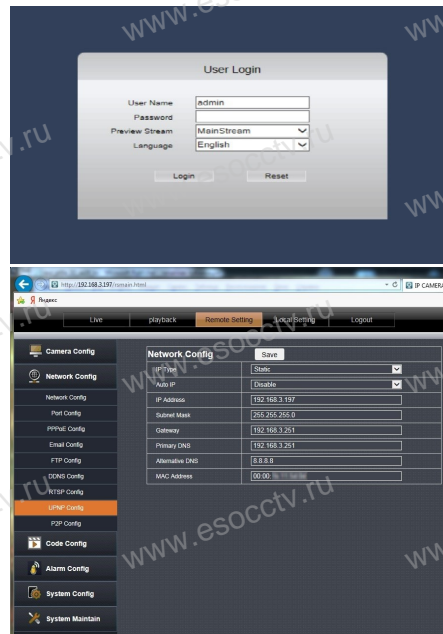 User Login
User Name admin
Password
Preview Stream MainStream
Language English
Login Reset
http://192.168.3.197/romain.html
IP CAMERA
Яндекс
Live playback Remote Setting Local Setting Logout
Camera Config
Network Config
Network Config
Port Config
PPPoE Config
Email Config
FTP Config
DDNS Config
RTSP Config
UPNP Config
P2P Config
Code Config
Alarm Config
System Config
System Maintain
Network Config Save
IP Type Static
Auto IP Disable
IP Address 192.168.3.197
Subnet Mask 255.255.255.0
Gateway 192.168.3.251
Primary DNS 192.168.3.251
Alternative DNS 8.8.8.8
MAC Address 00:00:
www.esocctv.ru